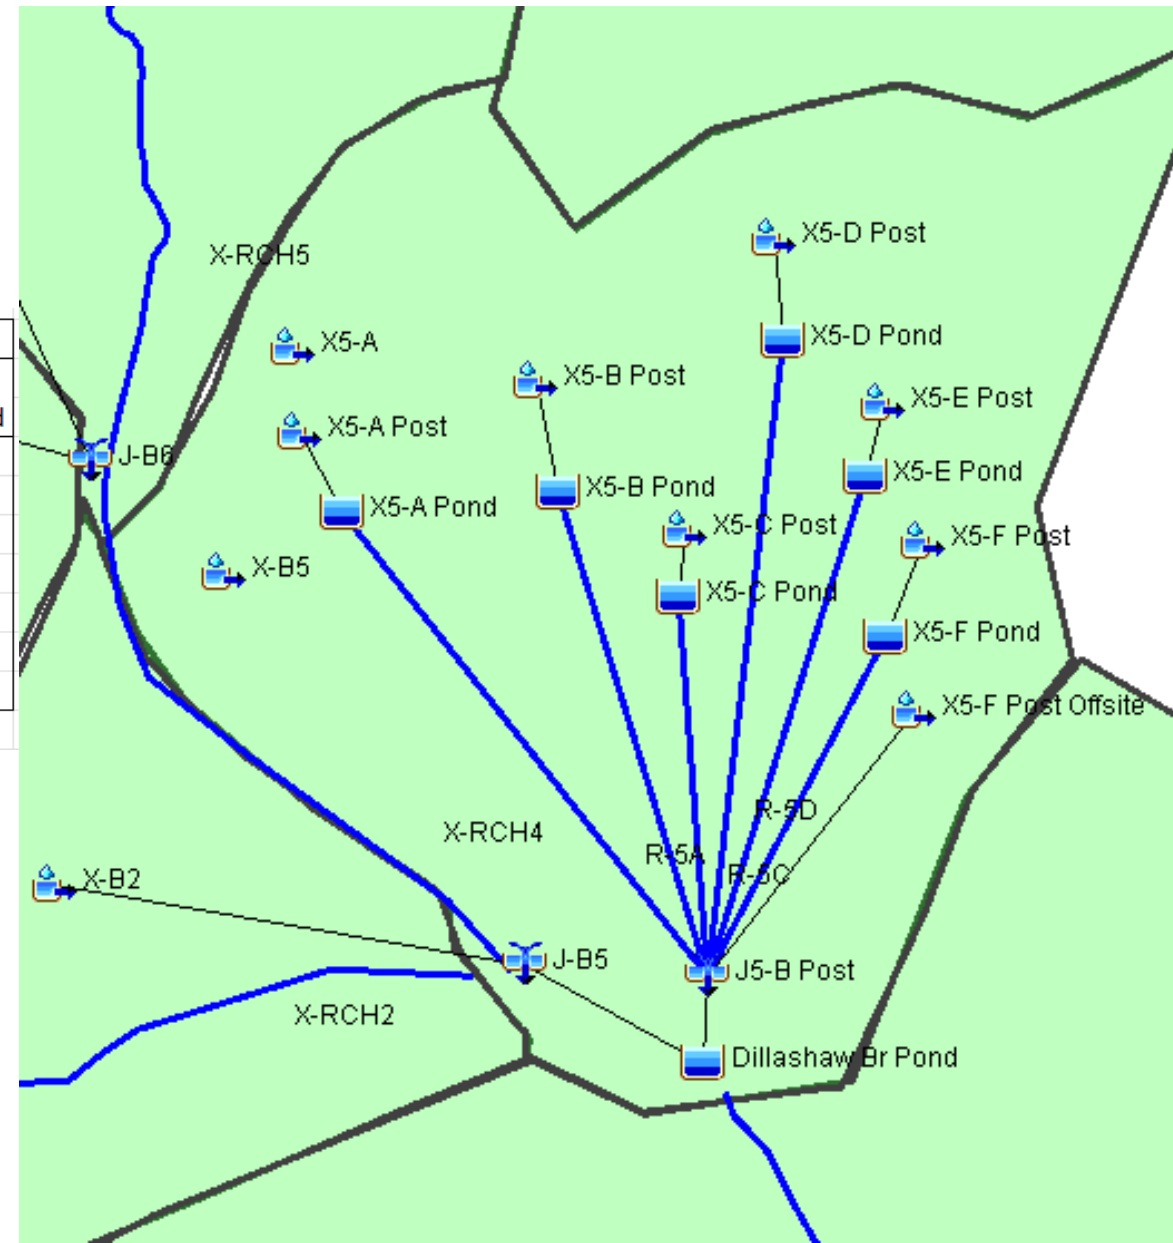 X5-D Post
X-RCH5
X5-D Pond
X5-A
X5-B Post
X5-E Post
X5-A Post
J-B6
X5-E Pond
X5-B Pond
X5-A Pond
X5-C Post
X5-F Post
X-B5
X5-C Pond
X5-F Pond
X5-F Post Offsite
R-5D
X-RCH4
R-5A
R-5C
X-B2
J-B5
J5-B Post
X-RCH2
Dillashaw Br Pond